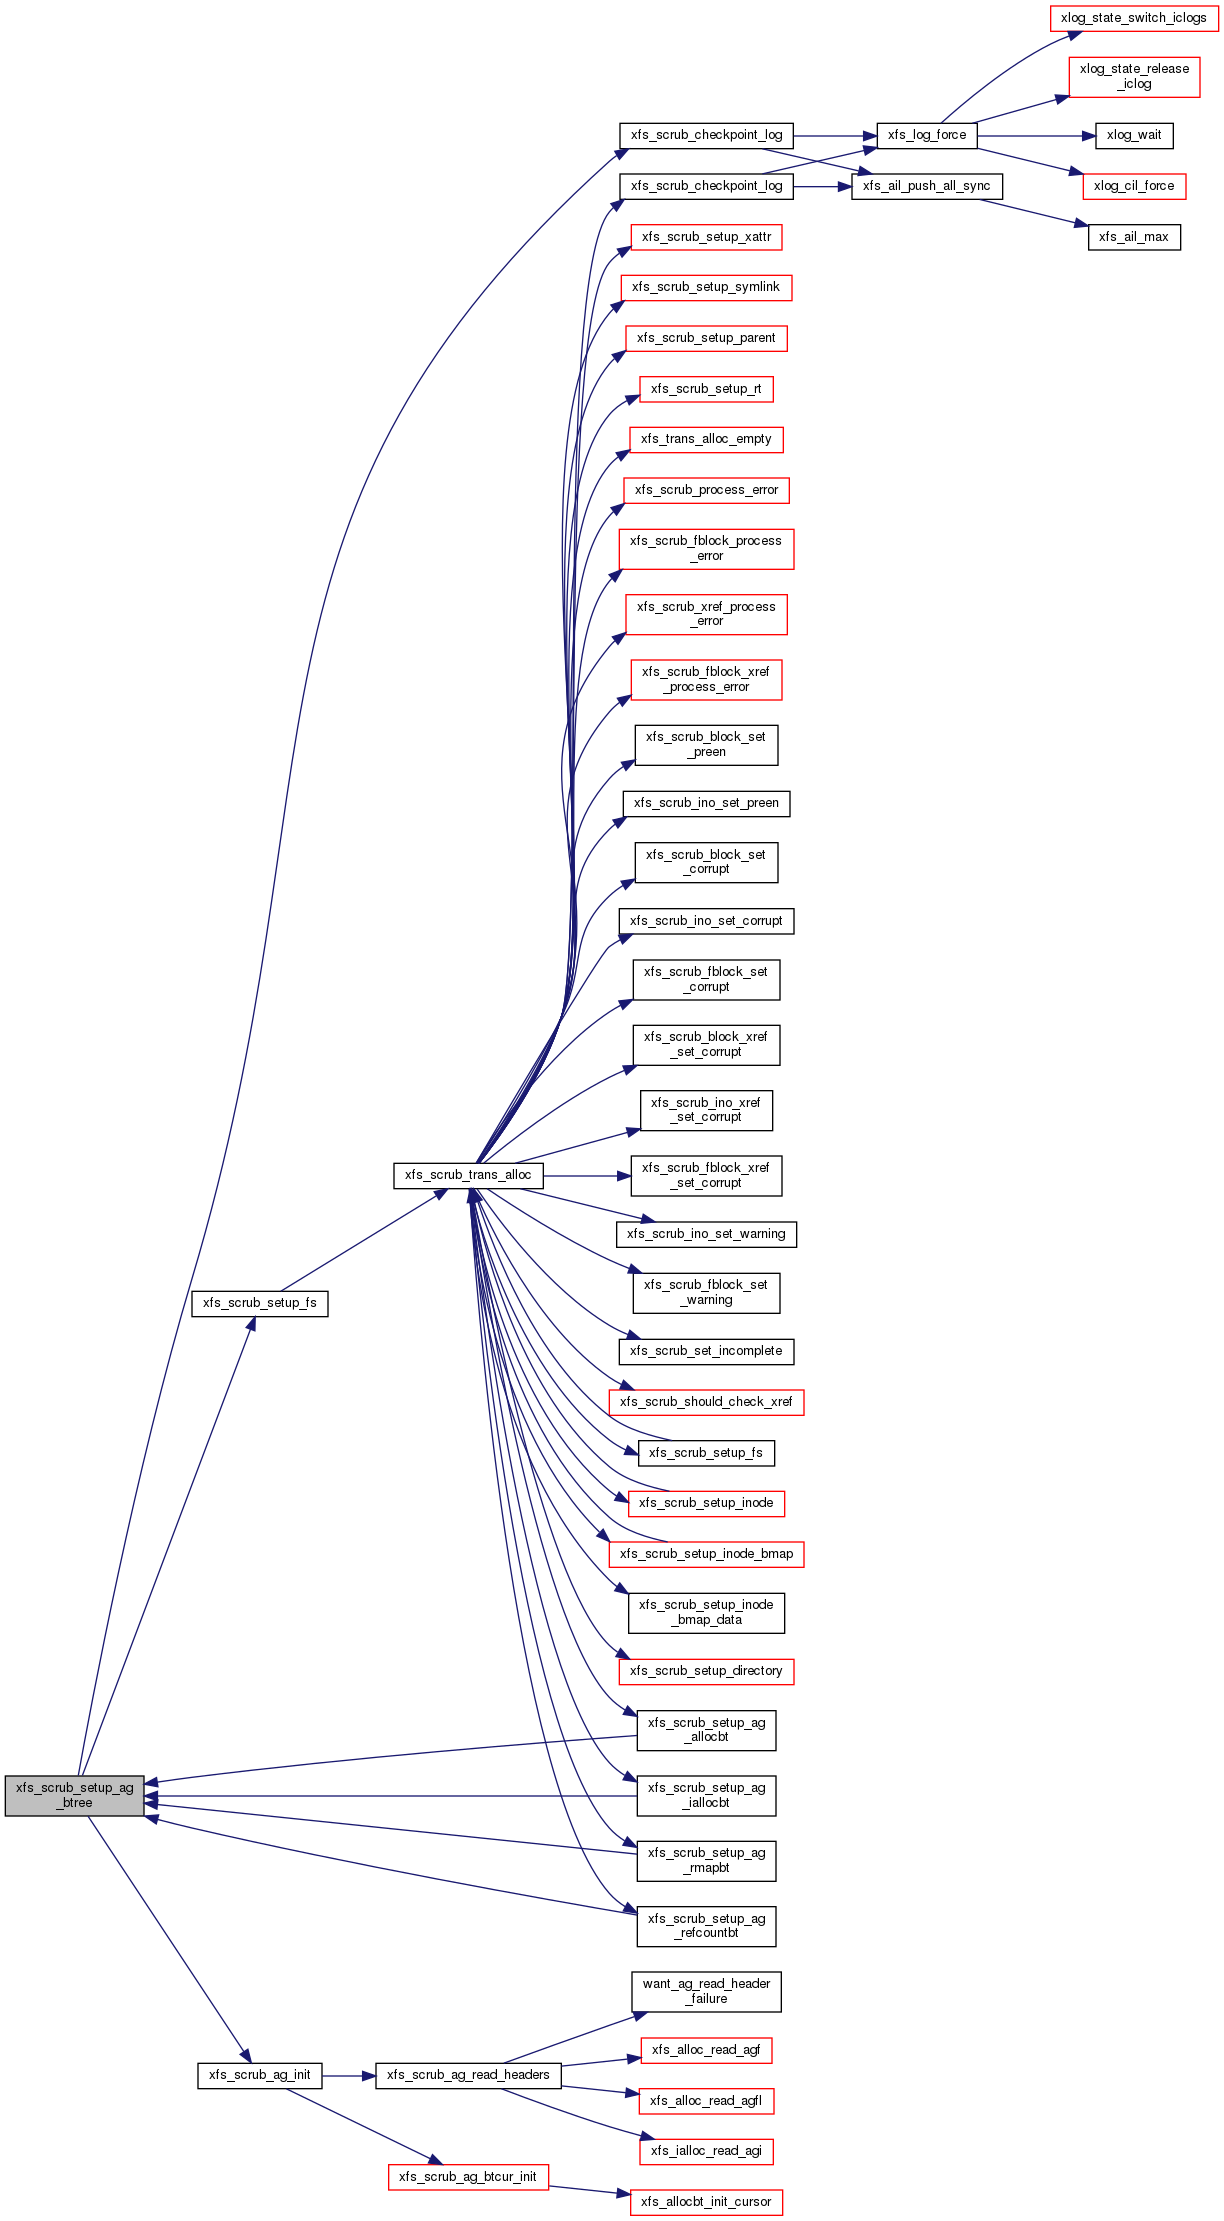 xlog_state_switch_iclogs
xlog_state_release
_iclog
xfs_scrub_checkpoint_log
xfs_log_force
xlog_wait
xfs_scrub_checkpoint_log
xfs_ail_push_all_sync
xlog_cil_force
xfs_scrub_setup_xattr
xfs_ail_max
xfs_scrub_setup_symlink
xfs_scrub_setup_parent
xfs_scrub_setup_rt
xfs_trans_alloc_empty
xfs_scrub_process_error
xfs_scrub_fblock_process
_error
xfs_scrub_xref_process
_error
xfs_scrub_fblock_xref
_process_error
xfs_scrub_block_set
_preen
xfs_scrub_ino_set_preen
xfs_scrub_block_set
_corrupt
xfs_scrub_ino_set_corrupt
xfs_scrub_fblock_set
_corrupt
xfs_scrub_block_xref
_set_corrupt
xfs_scrub_ino_xref
_set_corrupt
xfs_scrub_trans_alloc
xfs_scrub_fblock_xref
_set_corrupt
xfs_scrub_ino_set_warning
xfs_scrub_fblock_set
_warning
xfs_scrub_setup_fs
xfs_scrub_set_incomplete
xfs_scrub_should_check_xref
xfs_scrub_setup_fs
xfs_scrub_setup_inode
xfs_scrub_setup_inode_bmap
xfs_scrub_setup_inode
_bmap_data
xfs_scrub_setup_directory
xfs_scrub_setup_ag
_allocbt
xfs_scrub_setup_ag
_btree
xfs_scrub_setup_ag
_iallocbt
xfs_scrub_setup_ag
_rmapbt
xfs_scrub_setup_ag
_refcountbt
want_ag_read_header
_failure
xfs_alloc_read_agf
xfs_scrub_ag_init
xfs_scrub_ag_read_headers
xfs_alloc_read_agfl
xfs_ialloc_read_agi
xfs_scrub_ag_btcur_init
xfs_allocbt_init_cursor